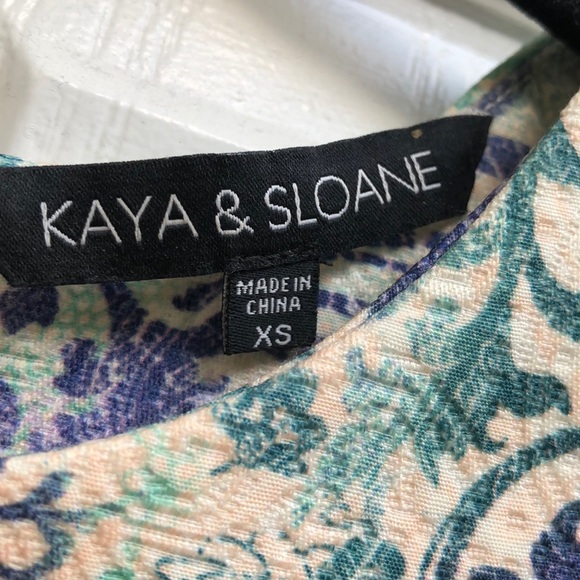 KAYA & SLOANE
MADE IN
CHINA
XS